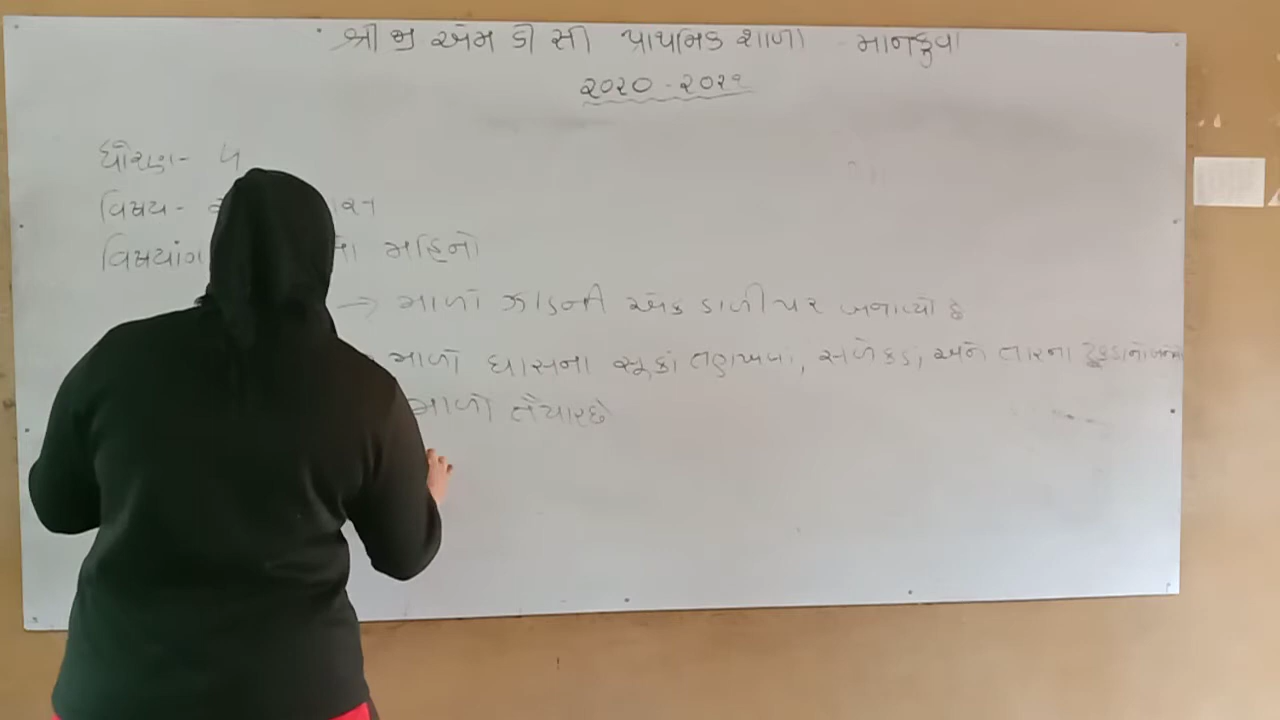 શ્રી જી એમ ડી સી પ્રાથમિક શાળા - માનકુવા
૨૦૨૦ - ૨૦૨૧
ધોરણ - ૫
વિષય -
વિષયાંગ મહિનો
→ માળો ઝાડની એક ડાળી પર બનાવ્યો છે
માળો ઘાસના સૂકાં તણખલા, સળેકડા, અને તારના ટુકડાનો
માળો તૈયાર છે